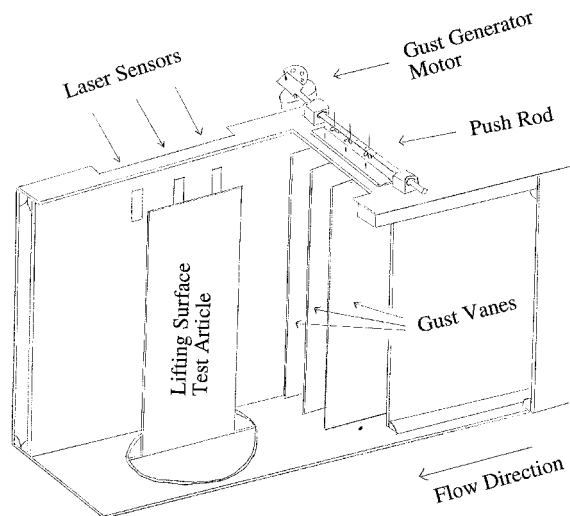 Gust Generator
Motor
Laser Sensors
Push Rod
Lifting Surface
Test Article
Gust Vanes
Flow Direction